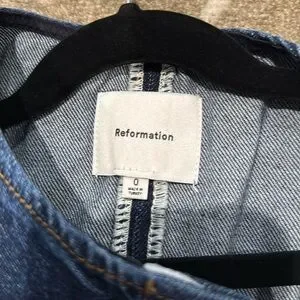 Reformation
0
MADE IN
TURKEY